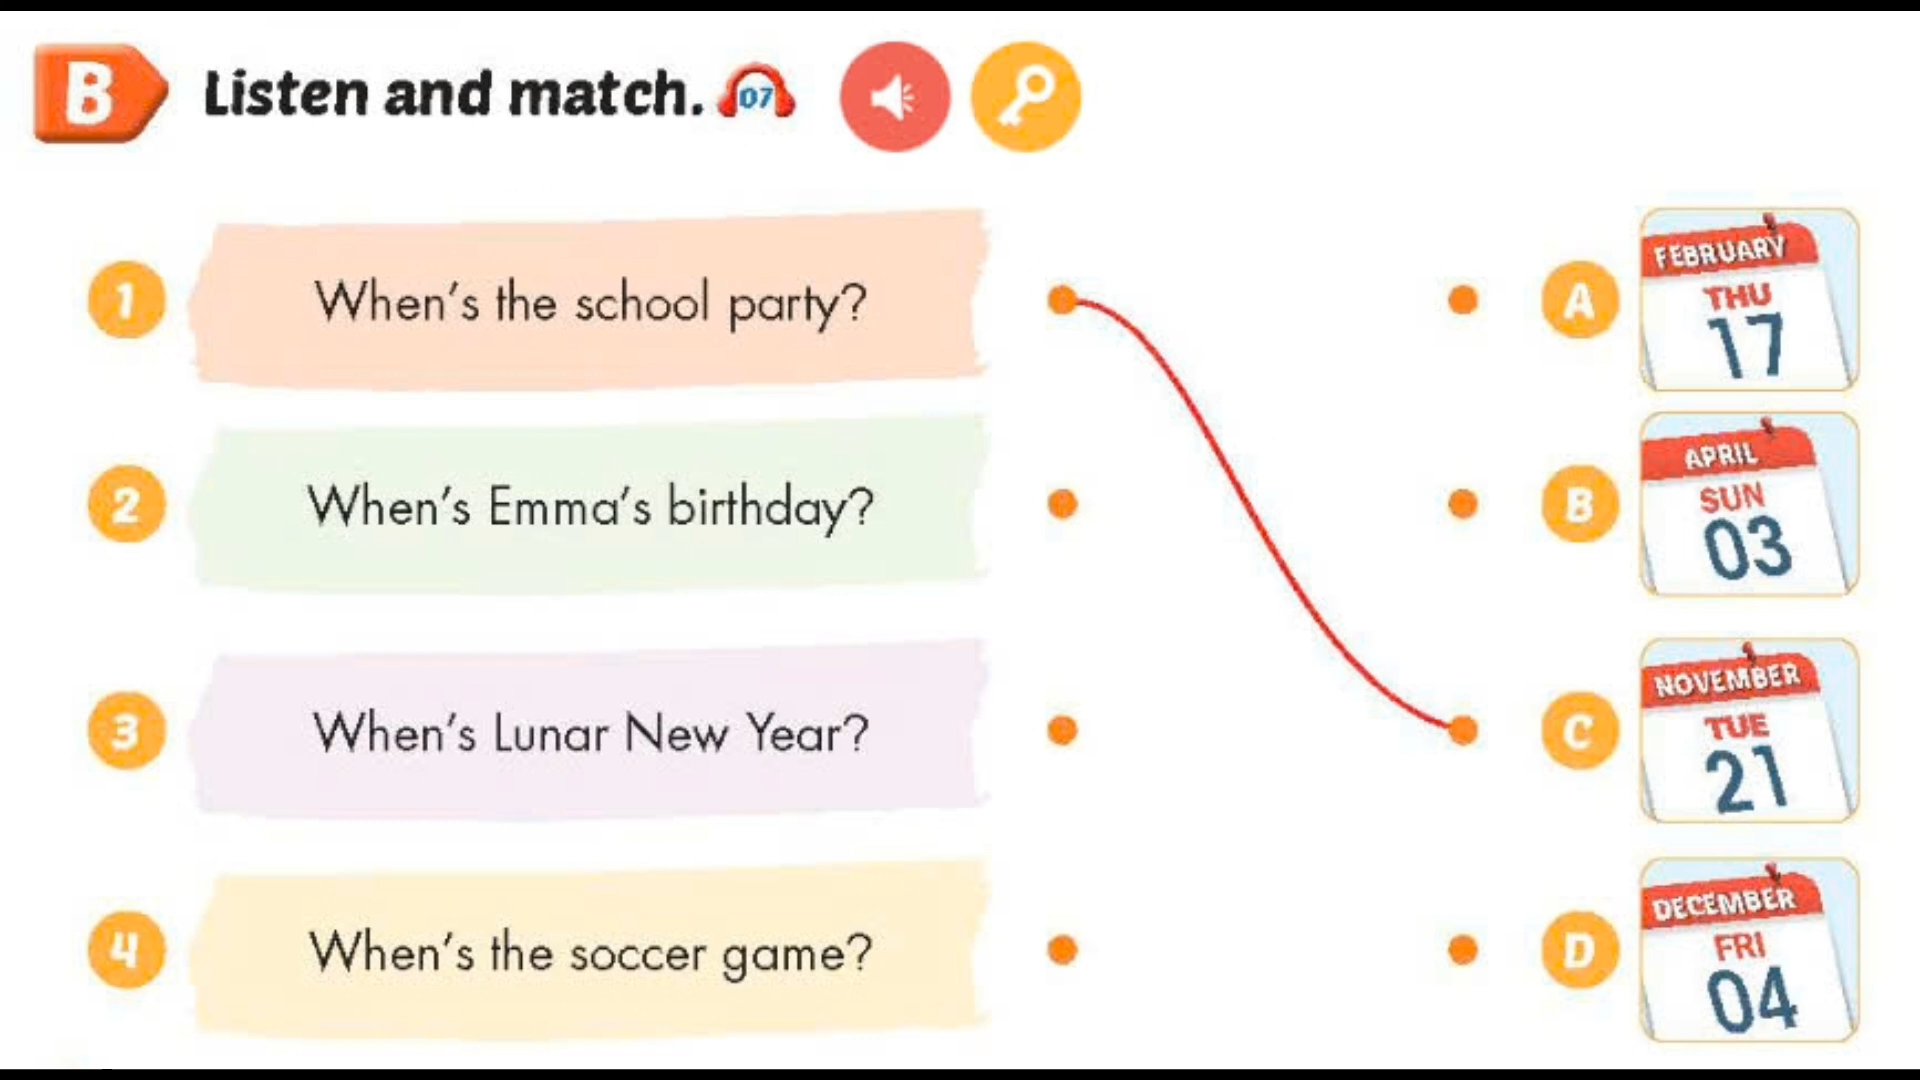 B
Listen and match. 07
1
When's the school party?
A
FEBRUARY
THU
17
2
When's Emma's birthday?
B
APRIL
SUN
03
3
When's Lunar New Year?
C
NOVEMBER
TUE
21
4
When's the soccer game?
D
DECEMBER
FRI
04